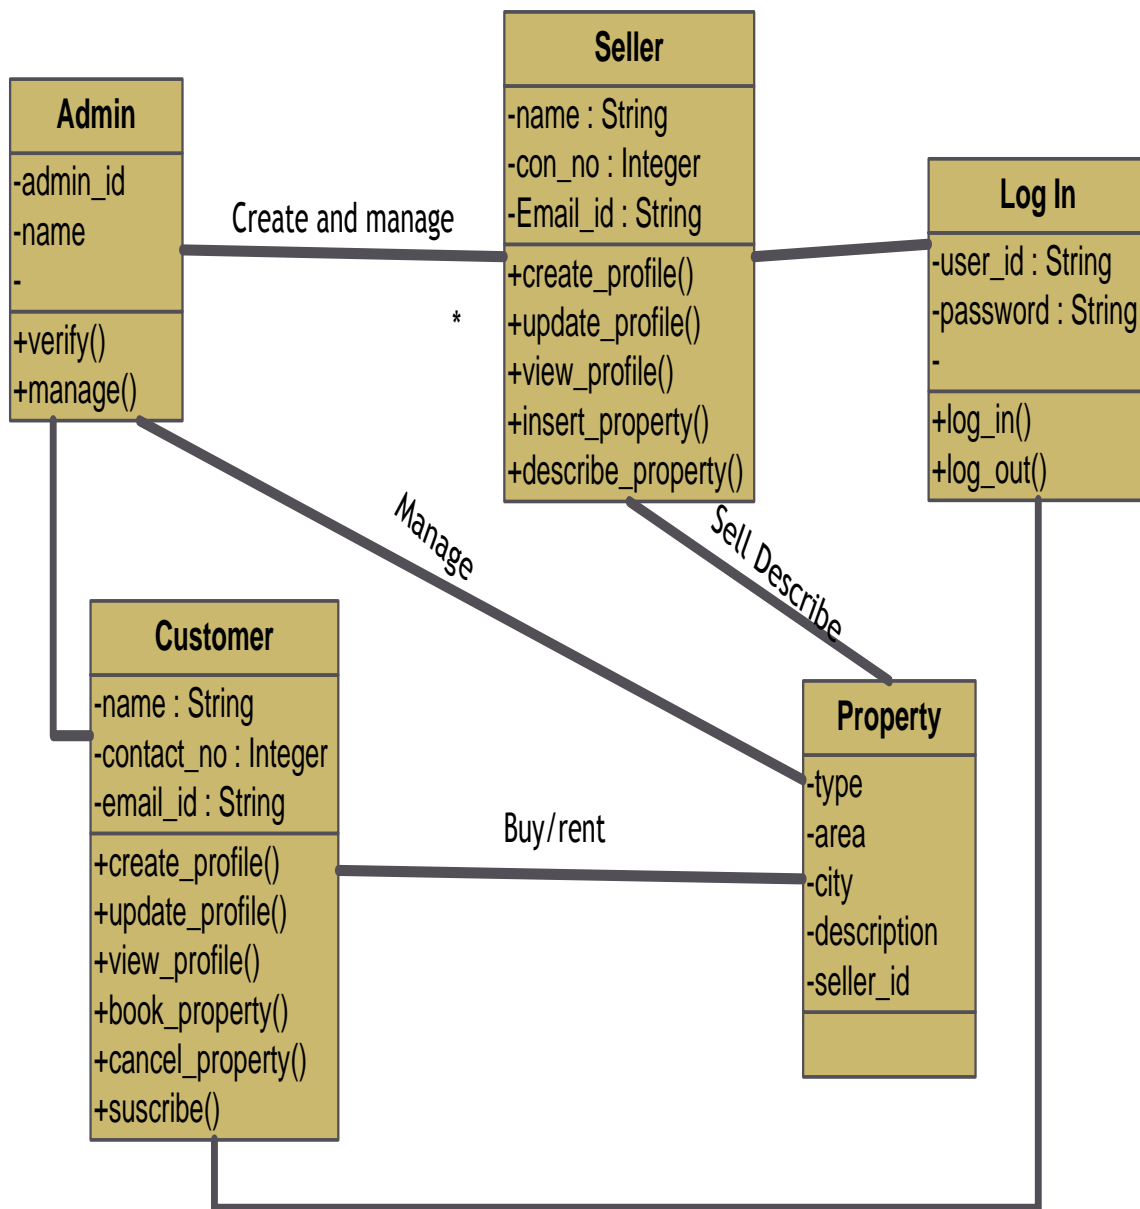 Admin
-admin_id
-name
-
+verify()
+manage()
Create and manage
*
Seller
-name : String
-con_no : Integer
-Email_id : String
+create_profile()
+update_profile()
+view_profile()
+insert_property()
+describe_property()
Log In
-user_id : String
-password : String
-
+log_in()
+log_out()
Manage
Sell Describe
Customer
-name : String
-contact_no : Integer
-email_id : String
+create_profile()
+update_profile()
+view_profile()
+book_property()
+cancel_property()
+suscribe()
Buy/rent
Property
-type
-area
-city
-description
-seller_id